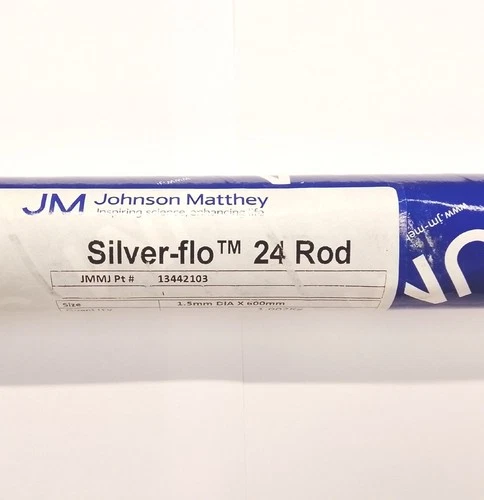 JM Johnson Matthey
Inspiring science, enhancing life
Silver-flo™ 24 Rod
JMMJ Pt # 13442103
Size 1.5mm DIA X 600mm
www.jm-me